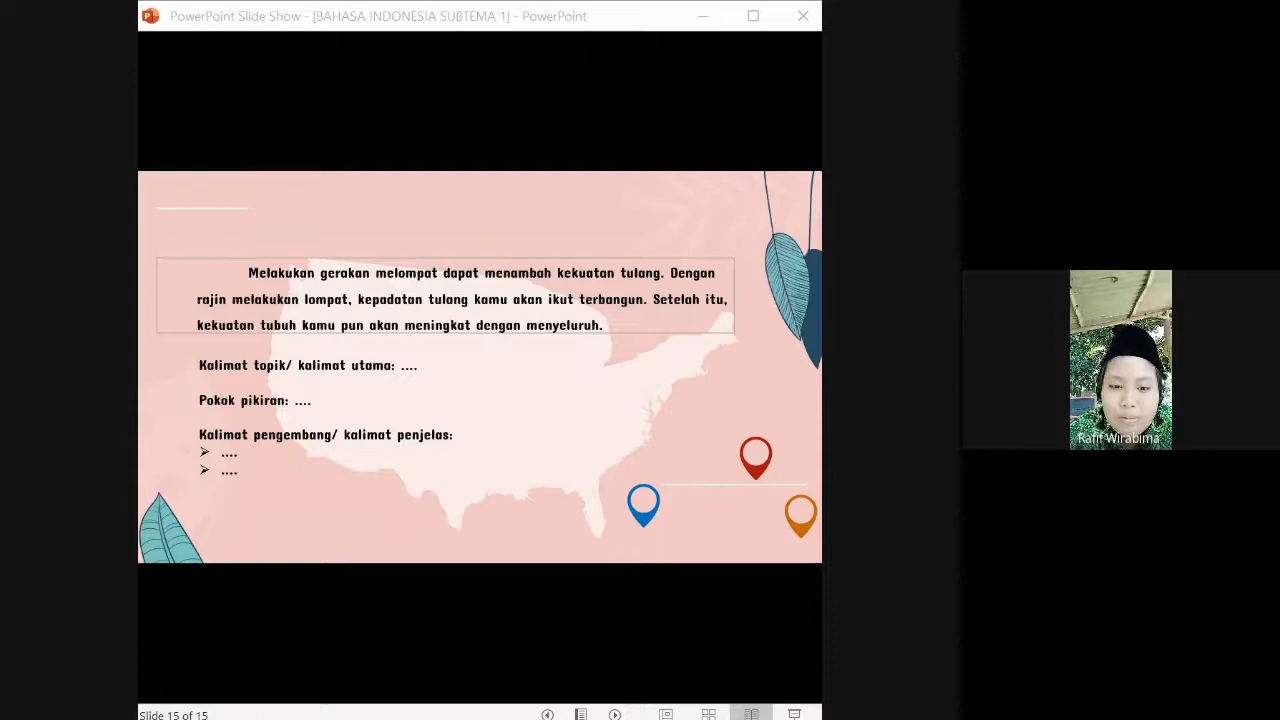 PowerPoint Slide Show - [BAHASA INDONESIA SUBTEMA 1] - PowerPoint
Melakukan gerakan melompat dapat menambah kekuatan tulang. Dengan
rajin melakukan lompat, kepadatan tulang kamu akan ikut terbangun. Setelah itu,
kekuatan tubuh kamu pun akan meningkat dengan menyeluruh.
Kalimat topik/ kalimat utama: ....
Pokok pikiran: ....
Kalimat pengembang/ kalimat penjelas:
➢ ....
➢ ....
Rafif Wirabima
Slide 15 of 15